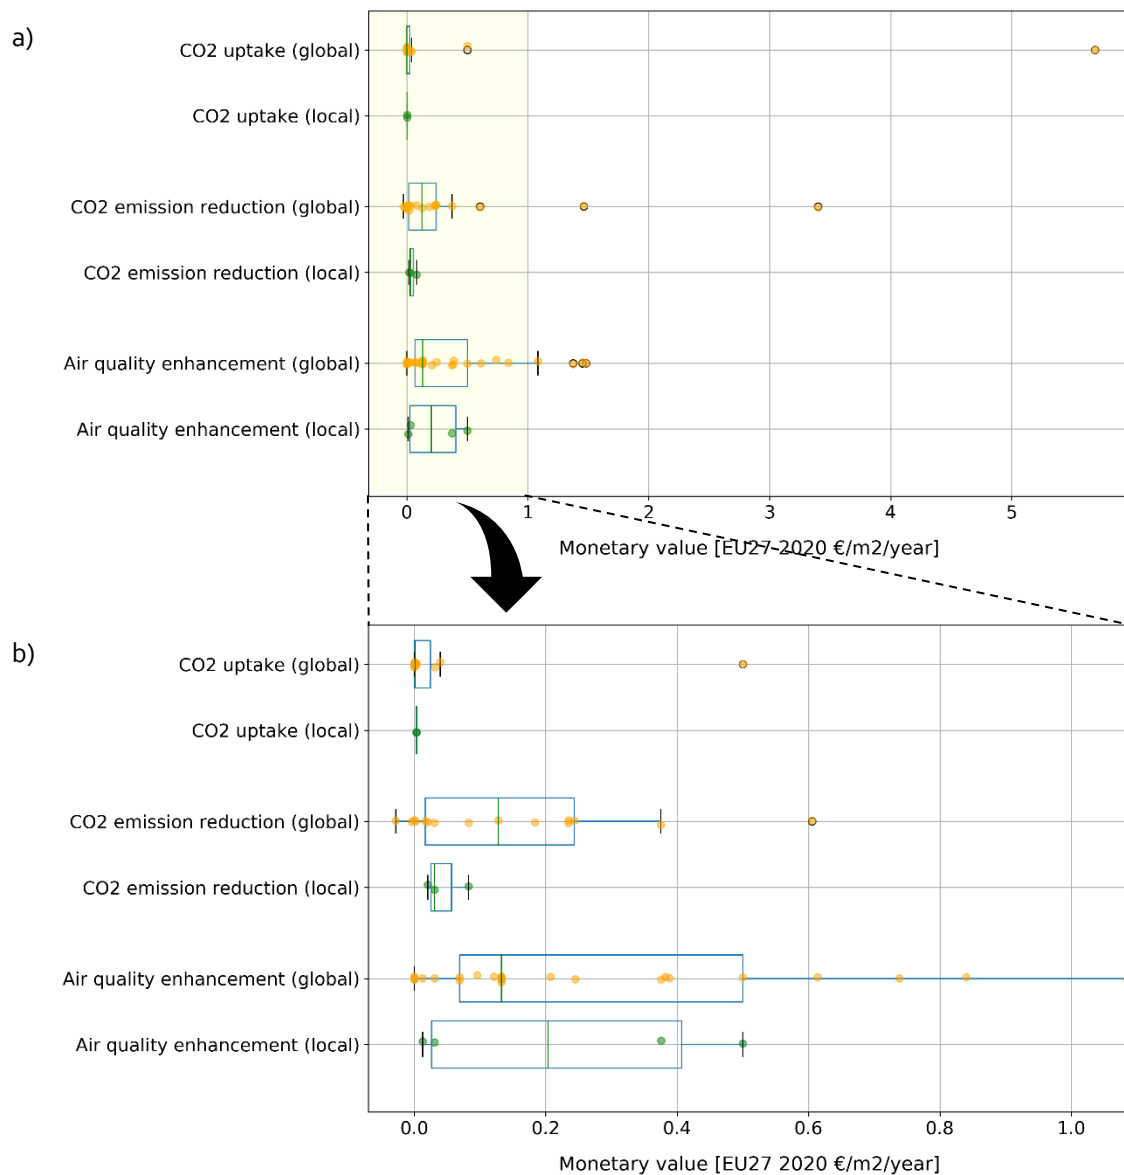 a)
CO2 uptake (global)
CO2 uptake (local)
CO2 emission reduction (global)
CO2 emission reduction (local)
Air quality enhancement (global)
Air quality enhancement (local)
0 1 2 3 4 5
Monetary value [EU27 2020 €/m2/year]
b)
CO2 uptake (global)
CO2 uptake (local)
CO2 emission reduction (global)
CO2 emission reduction (local)
Air quality enhancement (global)
Air quality enhancement (local)
0.0 0.2 0.4 0.6 0.8 1.0
Monetary value [EU27 2020 €/m2/year]